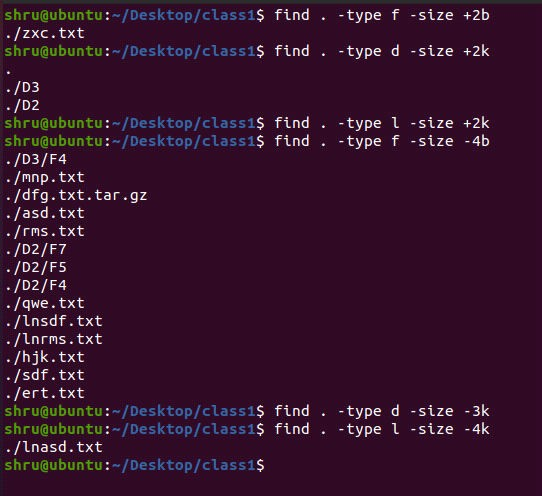 shru@ubuntu:~/Desktop/class1$ find . -type f -size +2b
./zxc.txt
shru@ubuntu:~/Desktop/class1$ find . -type d -size +2k
.
./D3
./D2
shru@ubuntu:~/Desktop/class1$ find . -type l -size +2k
shru@ubuntu:~/Desktop/class1$ find . -type f -size -4b
./D3/F4
./mnp.txt
./dfg.txt.tar.gz
./asd.txt
./rms.txt
./D2/F7
./D2/F5
./D2/F4
./qwe.txt
./lnsdf.txt
./lnrms.txt
./hjk.txt
./sdf.txt
./ert.txt
shru@ubuntu:~/Desktop/class1$ find . -type d -size -3k
shru@ubuntu:~/Desktop/class1$ find . -type l -size -4k
./lnasd.txt
shru@ubuntu:~/Desktop/class1$